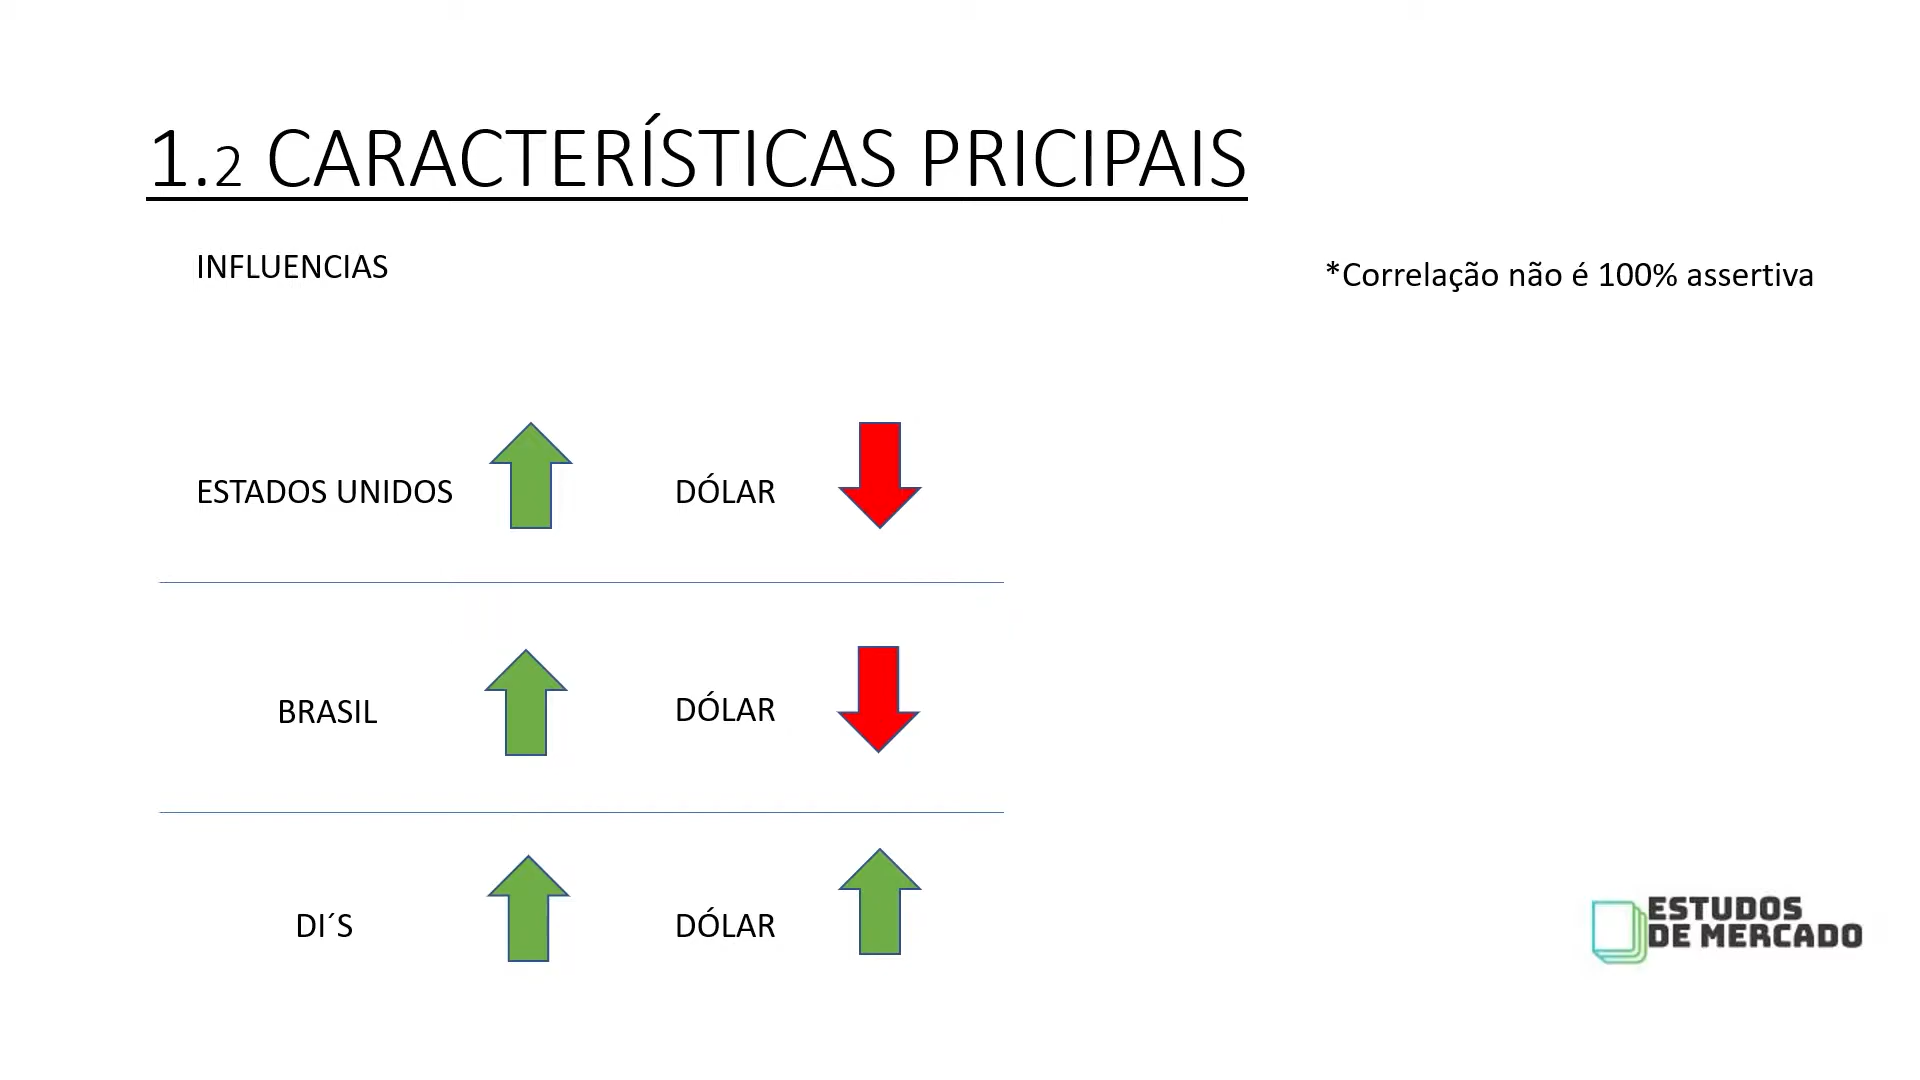 1.2 CARACTERÍSTICAS PRICIPAIS
INFLUENCIAS
*Correlação não é 100% assertiva
ESTADOS UNIDOS DÓLAR
BRASIL DÓLAR
DI´S DÓLAR
ESTUDOS
DE MERCADO